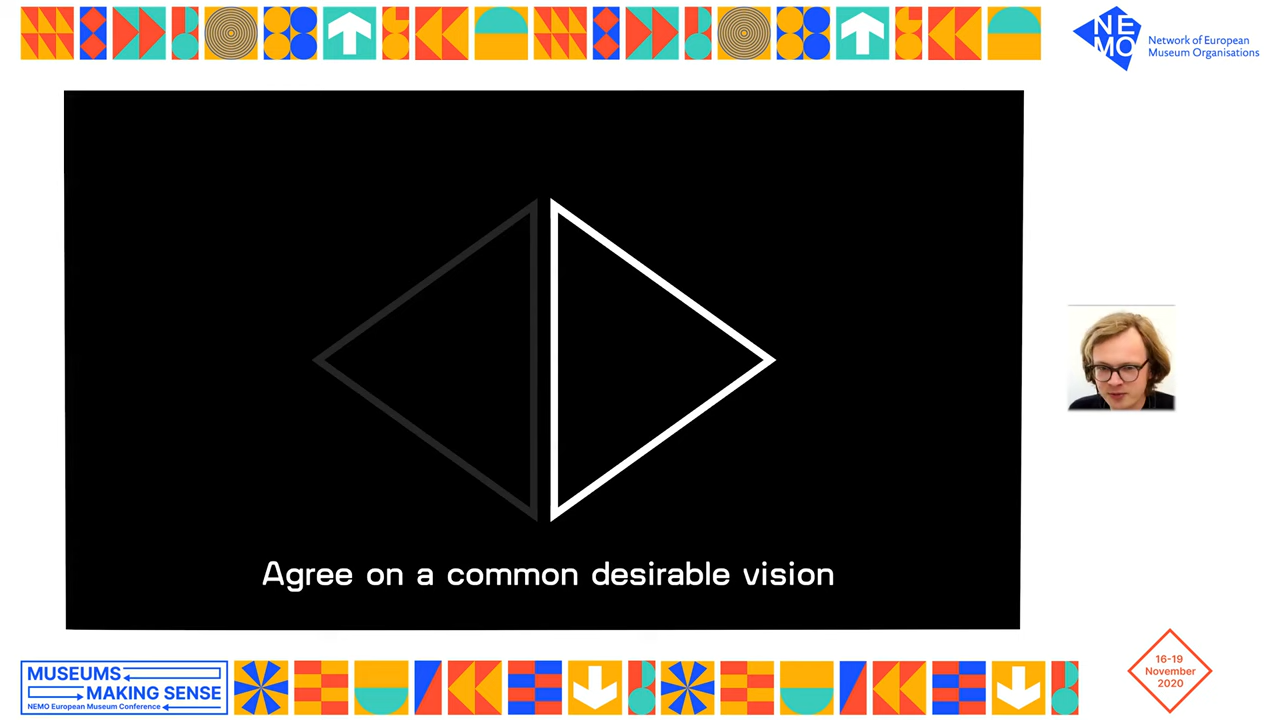 NE
MO
Network of European
Museum Organisations
Agree on a common desirable vision
MUSEUMS
MAKING SENSE
NEMO European Museum Conference
16-19
November
2020